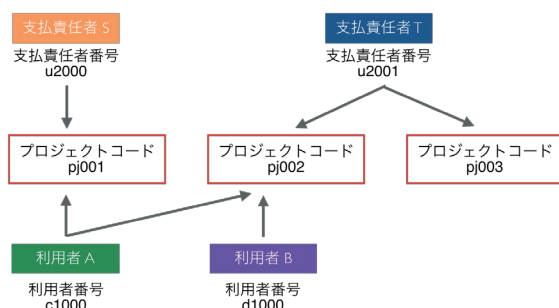 支払責任者 S
支払責任者 T
支払責任者番号
u2000
支払責任者番号
u2001
プロジェクトコード
pj001
プロジェクトコード
pj002
プロジェクトコード
pj003
利用者 A
利用者 B
利用者番号
c1000
利用者番号
d1000